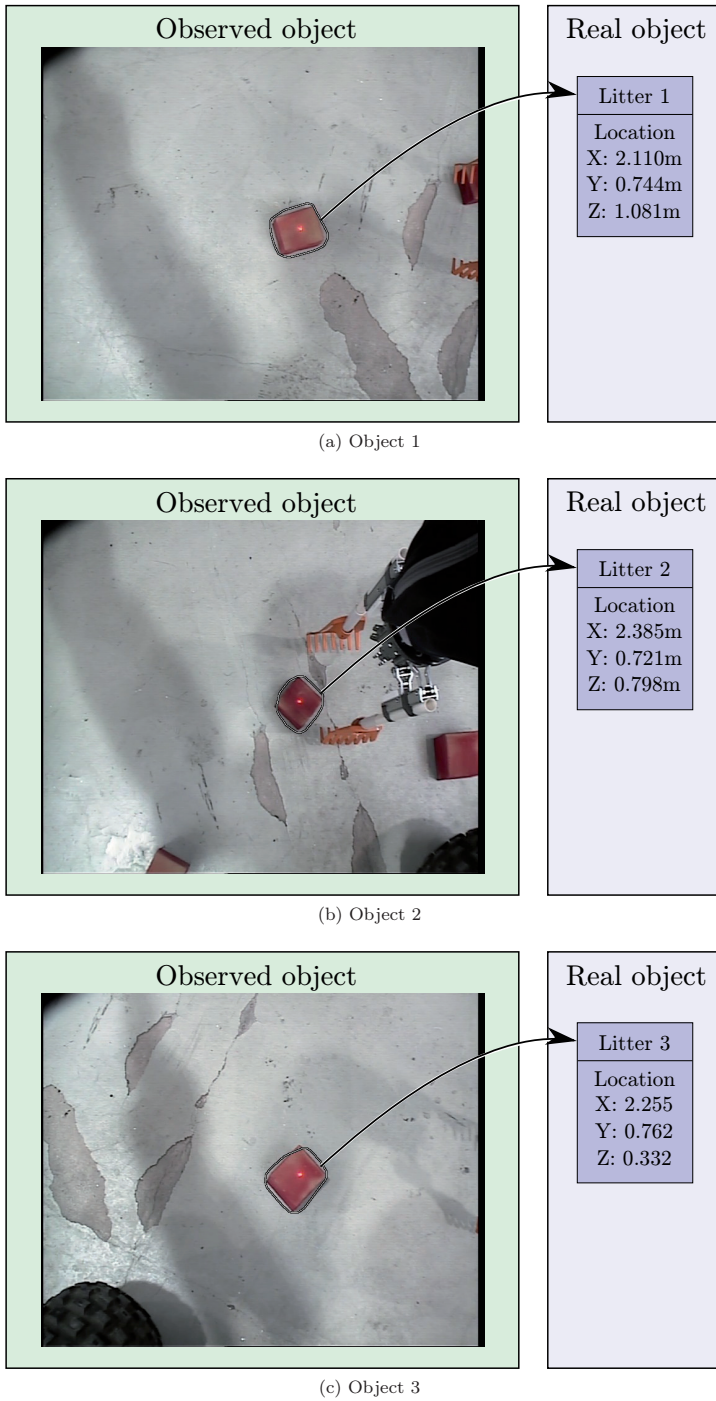 Observed object
Real object
Litter 1
Location
X: 2.110m
Y: 0.744m
Z: 1.081m
(a) Object 1
Observed object
Real object
Litter 2
Location
X: 2.385m
Y: 0.721m
Z: 0.798m
(b) Object 2
Observed object
Real object
Litter 3
Location
X: 2.255
Y: 0.762
Z: 0.332
(c) Object 3